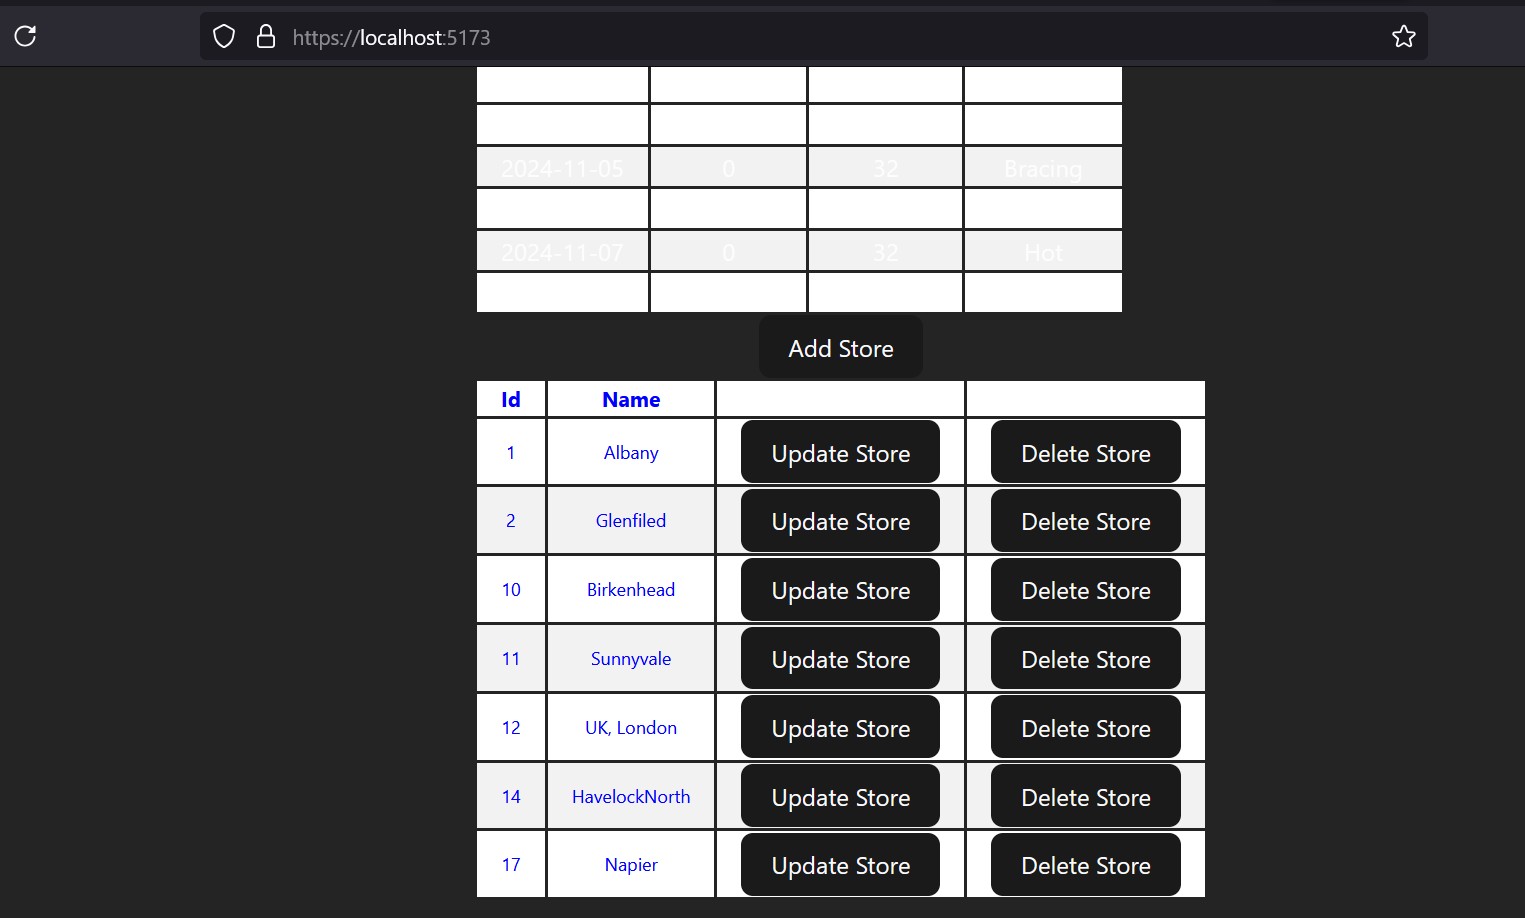 https://localhost:5173
2024-11-05 0 32 Bracing
2024-11-07 0 32 Hot
Add Store
Id Name
1 Albany Update Store Delete Store
2 Glenfiled Update Store Delete Store
10 Birkenhead Update Store Delete Store
11 Sunnyvale Update Store Delete Store
12 UK, London Update Store Delete Store
14 HavelockNorth Update Store Delete Store
17 Napier Update Store Delete Store